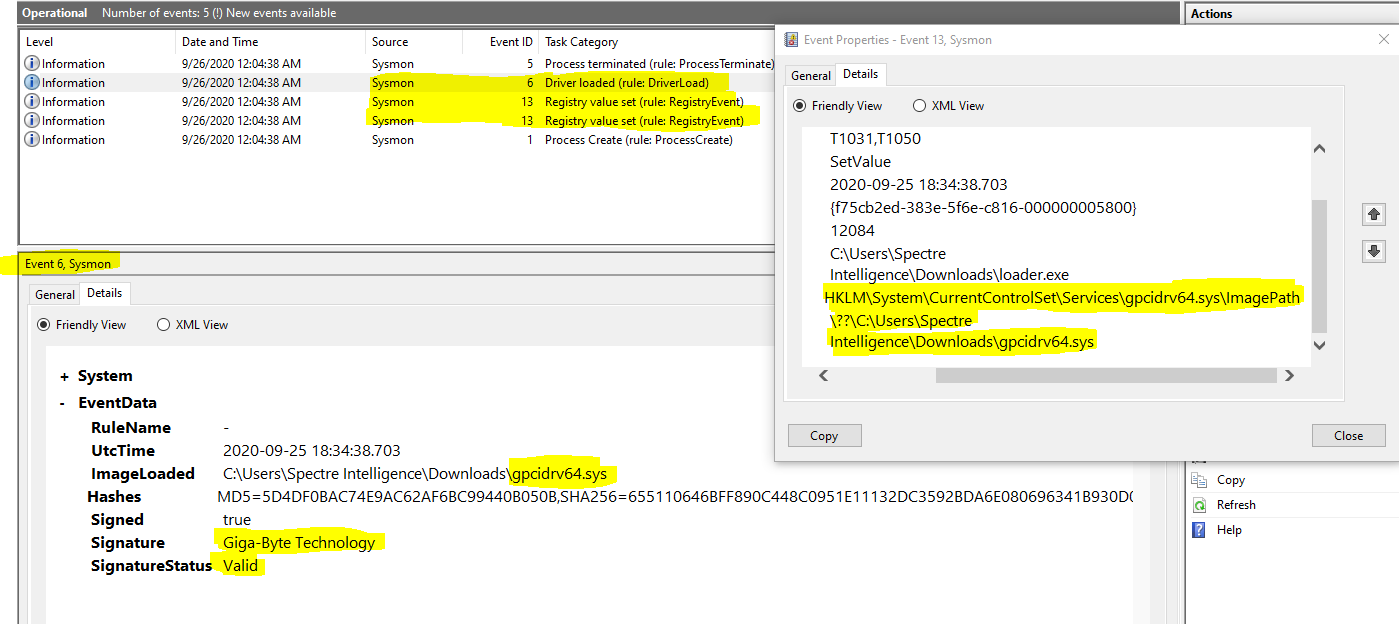 Operational Number of events: 5 (!) New events available
Level Date and Time Source Event ID Task Category
Information 9/26/2020 12:04:38 AM Sysmon 5 Process terminated (rule: ProcessTerminate)
Information 9/26/2020 12:04:38 AM Sysmon 6 Driver loaded (rule: DriverLoad)
Information 9/26/2020 12:04:38 AM Sysmon 13 Registry value set (rule: RegistryEvent)
Information 9/26/2020 12:04:38 AM Sysmon 13 Registry value set (rule: RegistryEvent)
Information 9/26/2020 12:04:38 AM Sysmon 1 Process Create (rule: ProcessCreate)
Event 6, Sysmon
General Details
Friendly View XML View
+ System
- EventData
RuleName -
UtcTime 2020-09-25 18:34:38.703
ImageLoaded C:\Users\Spectre Intelligence\Downloads\gpcidrv64.sys
Hashes MD5=5D4DF0BAC74E9AC62AF6BC99440B050B,SHA256=655110646BFF890C448C0951E11132DC3592BDA6E080696341B930D0
Signed true
Signature Giga-Byte Technology
SignatureStatus Valid
Event Properties - Event 13, Sysmon
General Details
Friendly View XML View
T1031,T1050
SetValue
2020-09-25 18:34:38.703
{f75cb2ed-383e-5f6e-c816-000000005800}
12084
C:\Users\Spectre
Intelligence\Downloads\loader.exe
HKLM\System\CurrentControlSet\Services\gpcidrv64.sys\ImagePath
\??\C:\Users\Spectre
Intelligence\Downloads\gpcidrv64.sys
Copy Close
Actions
Copy
Refresh
Help